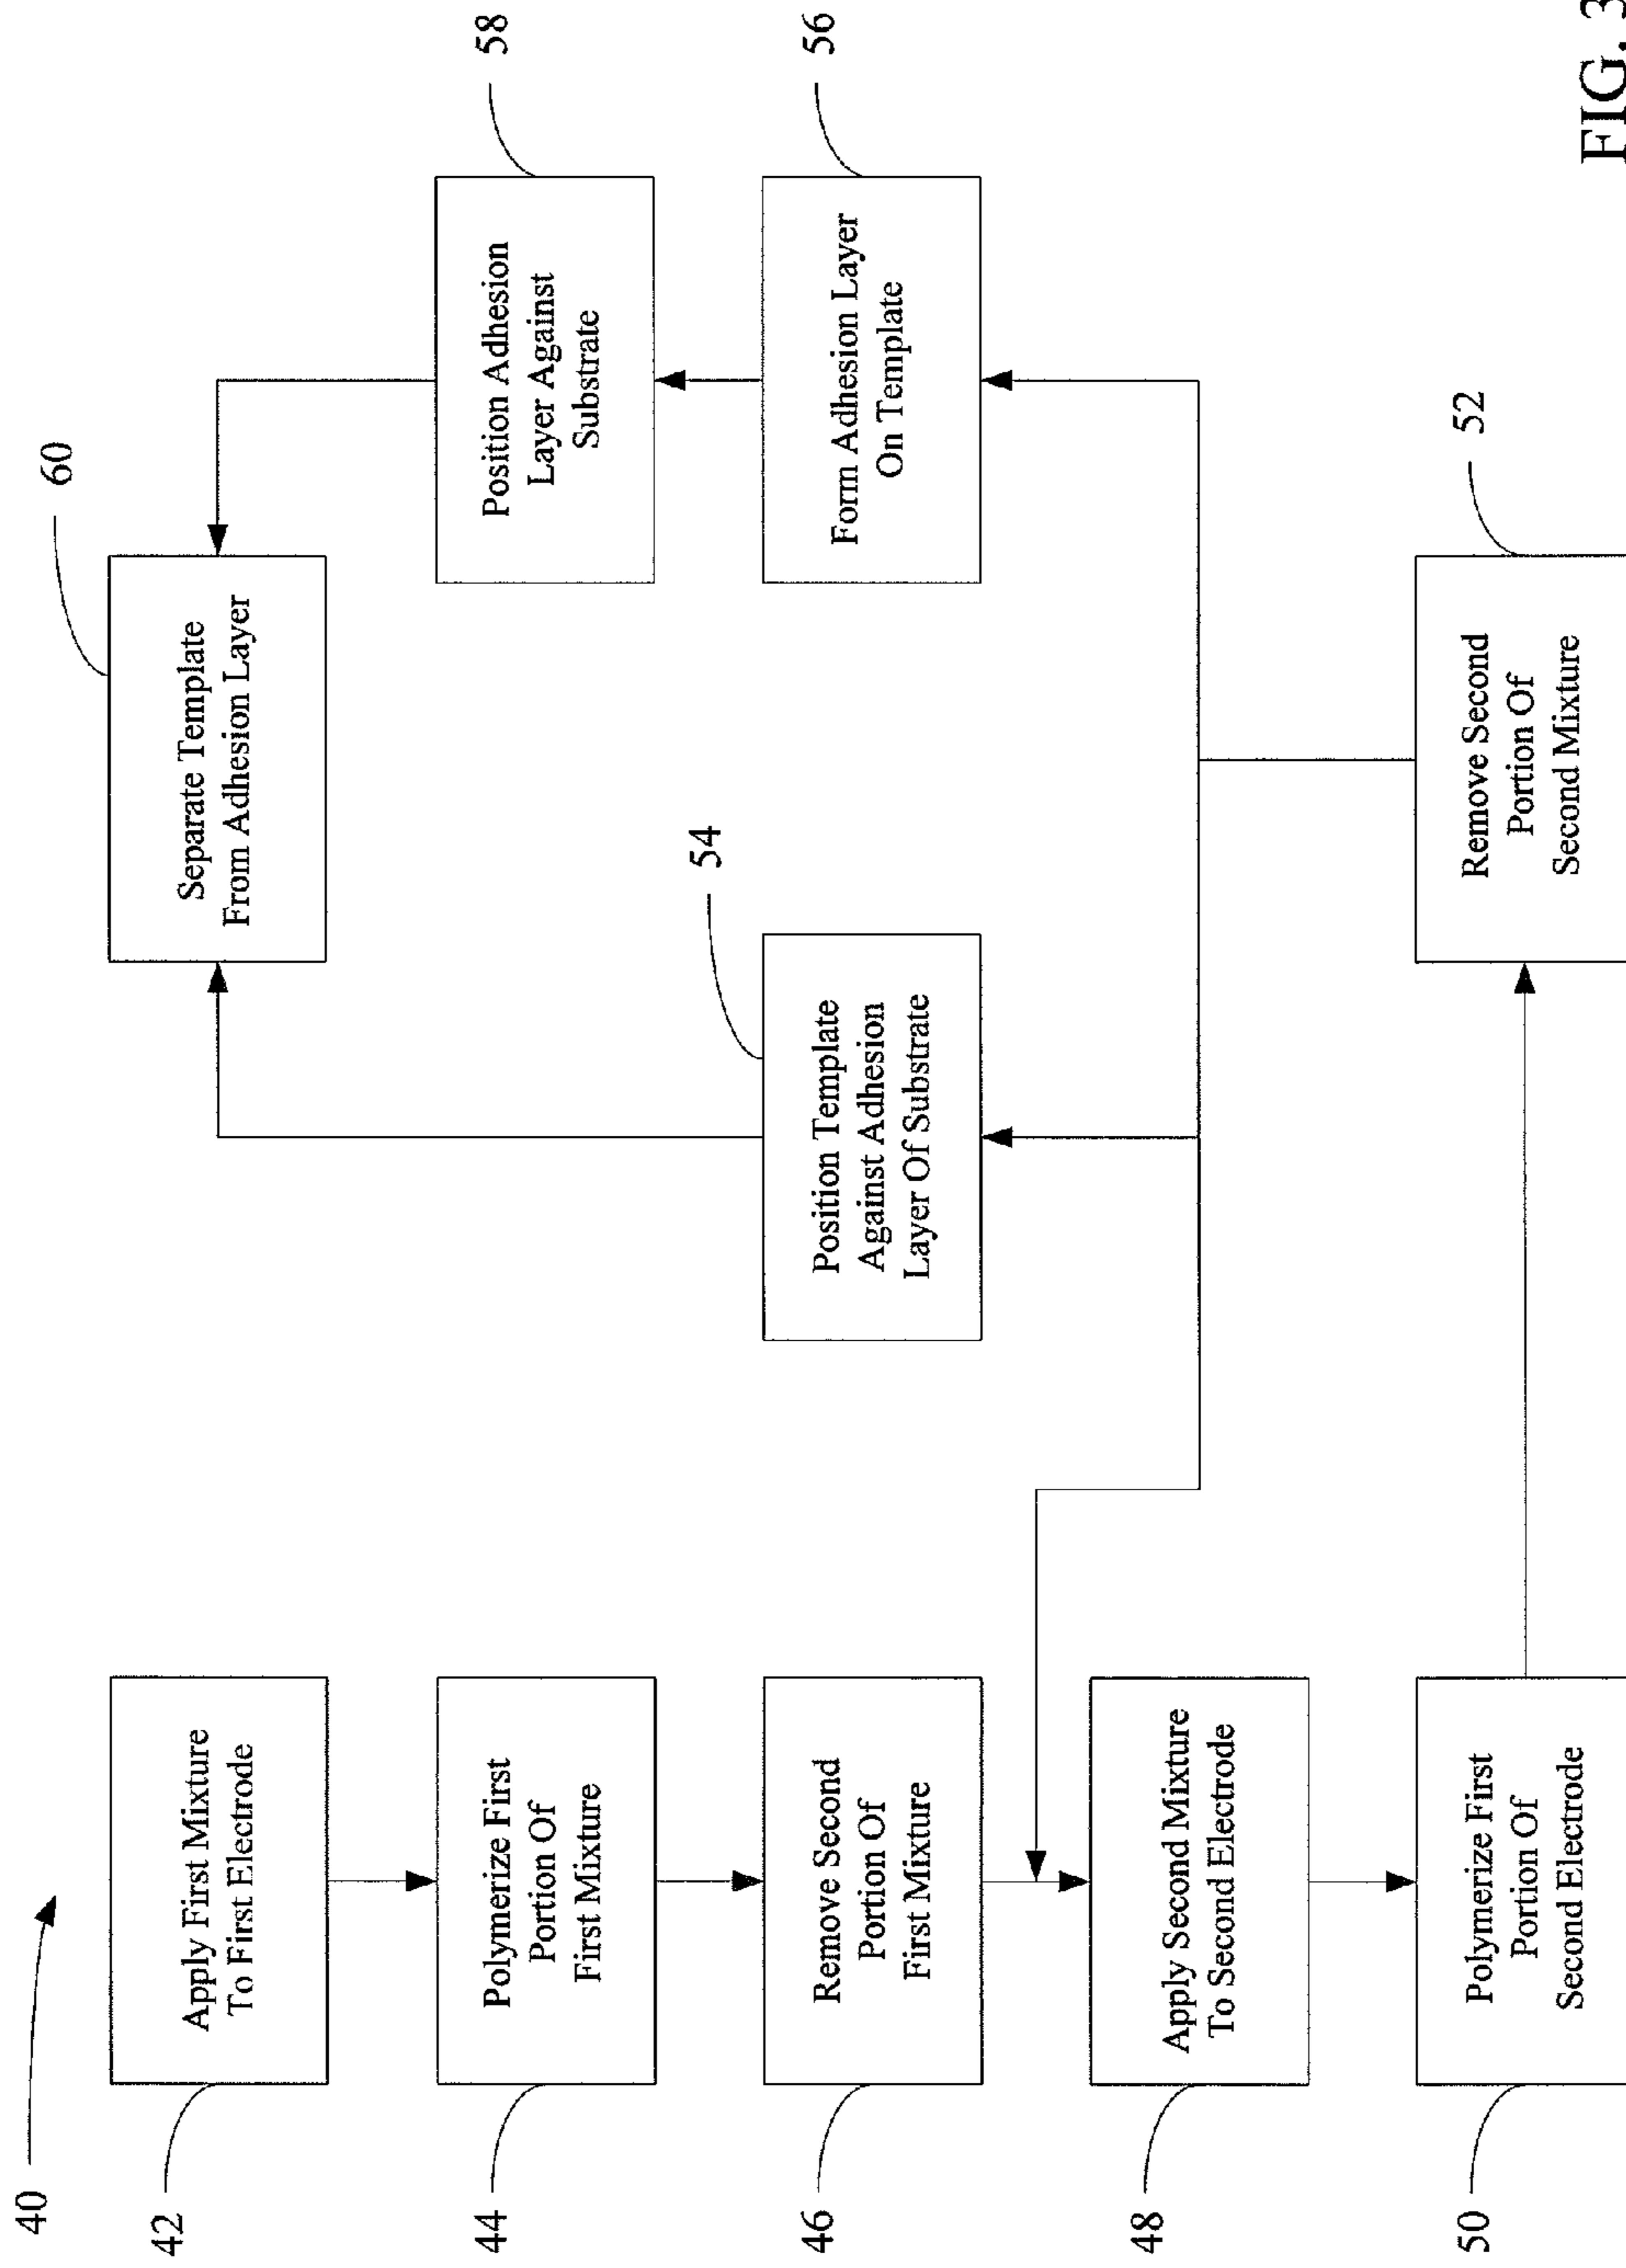 40
42
Apply First Mixture
To First Electrode
44
Polymerize First
Portion Of
First Mixture
46
Remove Second
Portion Of
First Mixture
48
Apply Second Mixture
To Second Electrode
50
Polymerize First
Portion Of
Second Electrode
52
Remove Second
Portion Of
Second Mixture
54
Position Template
Against Adhesion
Layer Of Substrate
56
Form Adhesion Layer
On Template
58
Position Adhesion
Layer Against
Substrate
60
Separate Template
From Adhesion Layer
FIG. 3